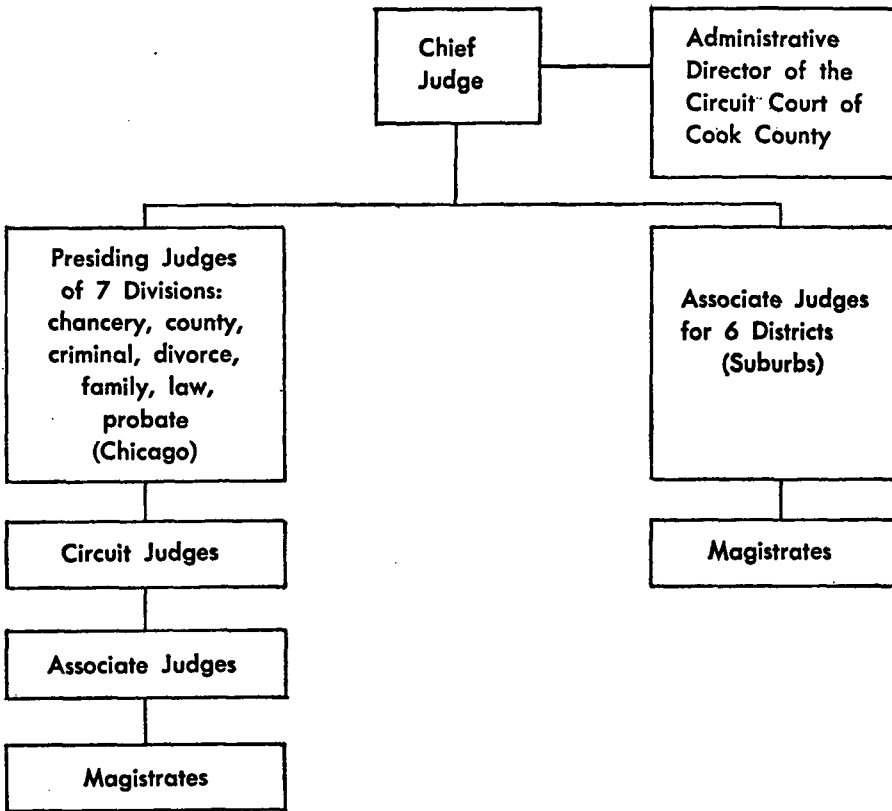 Chief
Judge
Administrative
Director of the
Circuit Court of
Cook County
Presiding Judges
of 7 Divisions:
chancery, county,
criminal, divorce,
family, law,
probate
(Chicago)
Associate Judges
for 6 Districts
(Suburbs)
Circuit Judges
Magistrates
Associate Judges
Magistrates